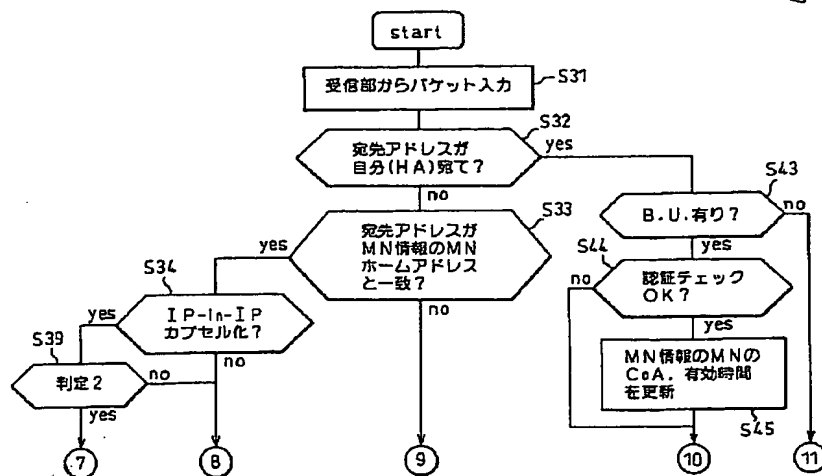 start
受信部からパケット入力
S31
宛先アドレスが
自分(HA)宛て?
S32
yes
no
宛先アドレスが
MN情報のMN
ホームアドレス
と一致?
S33
yes
no
B.U.有り?
S43
no
yes
S44
認証チェック
OK?
no
yes
MN情報のMNの
CoA.有効時間
を更新
S45
S34
IP-in-IP
カプセル化?
yes
no
S39
判定2
no
yes
7
8
9
10
11